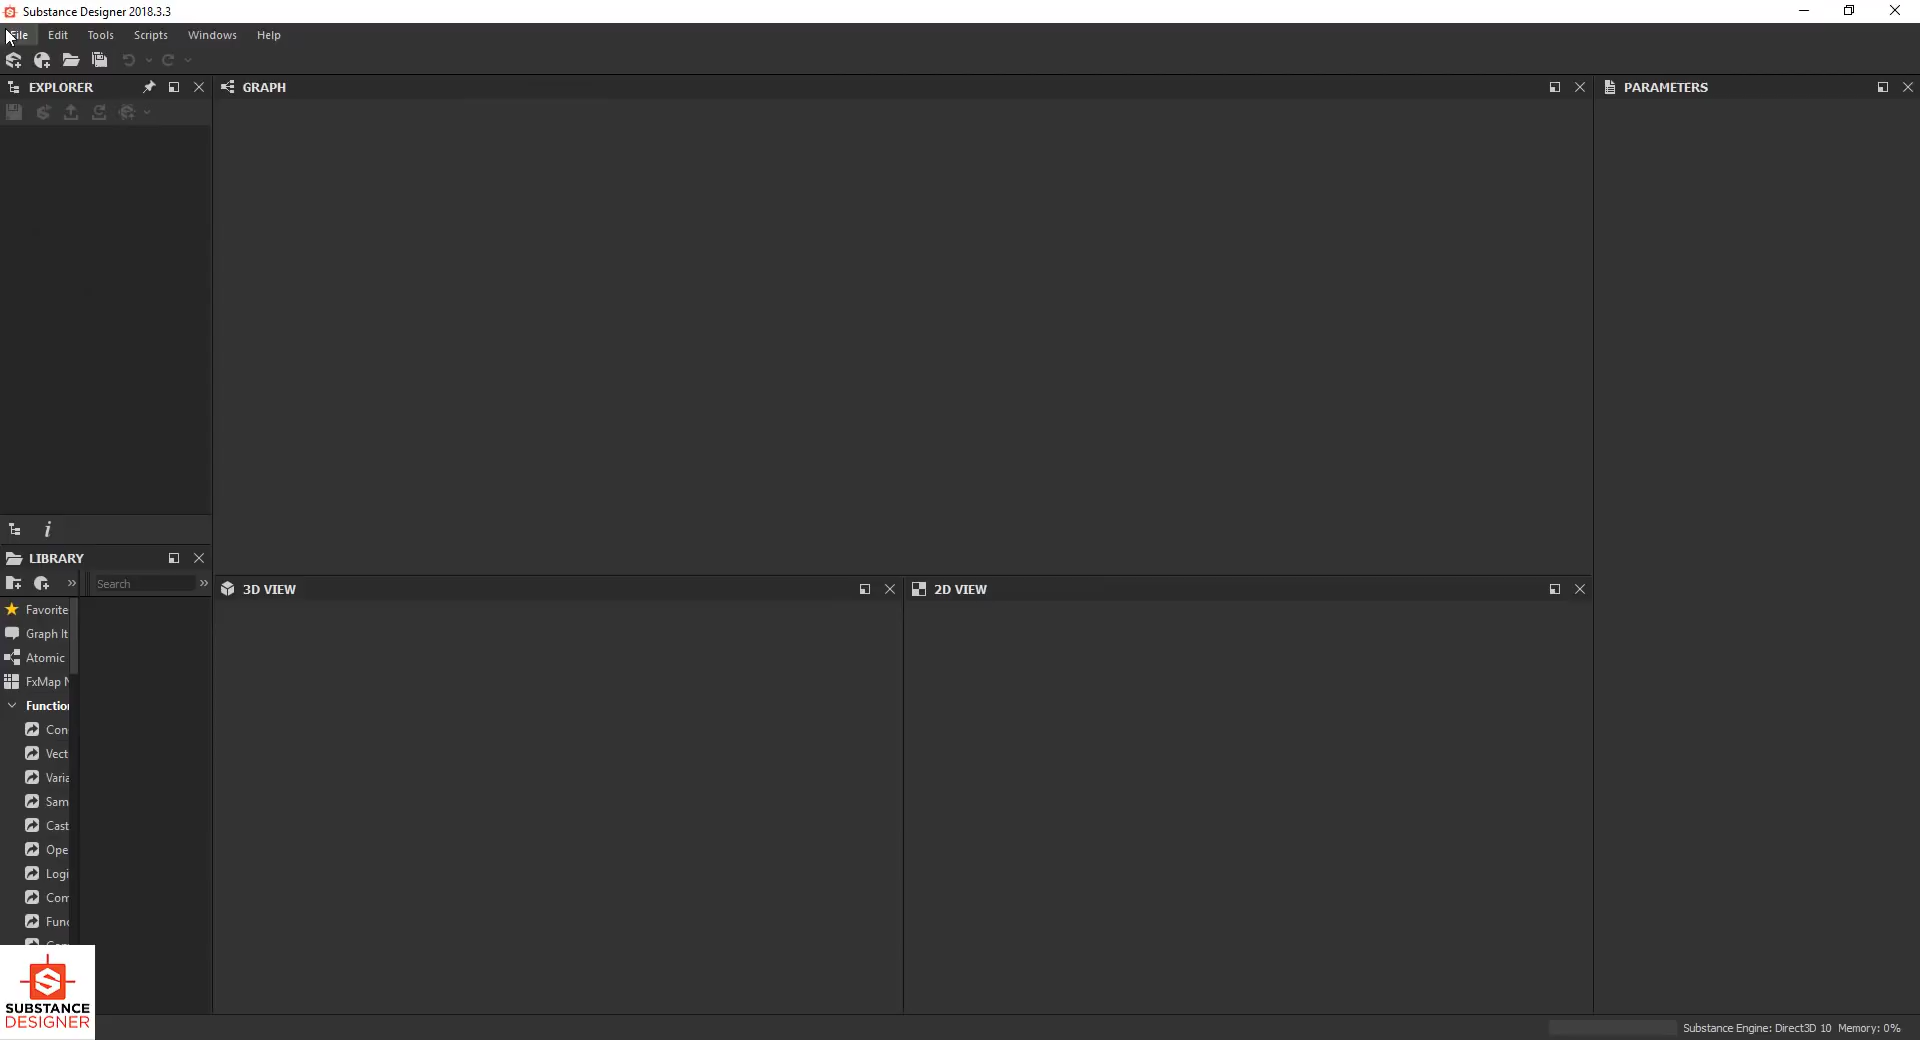 Substance Designer 2018.3.3
File Edit Tools Scripts Windows Help
EXPLORER
GRAPH
PARAMETERS
LIBRARY
Search
3D VIEW
2D VIEW
Favorite
Graph It
Atomic
FxMap N
Function
Con
Vect
Varia
Sam
Cast
Ope
Logi
Com
Func
SUBSTANCE
DESIGNER
Substance Engine: Direct3D 10 Memory: 0%